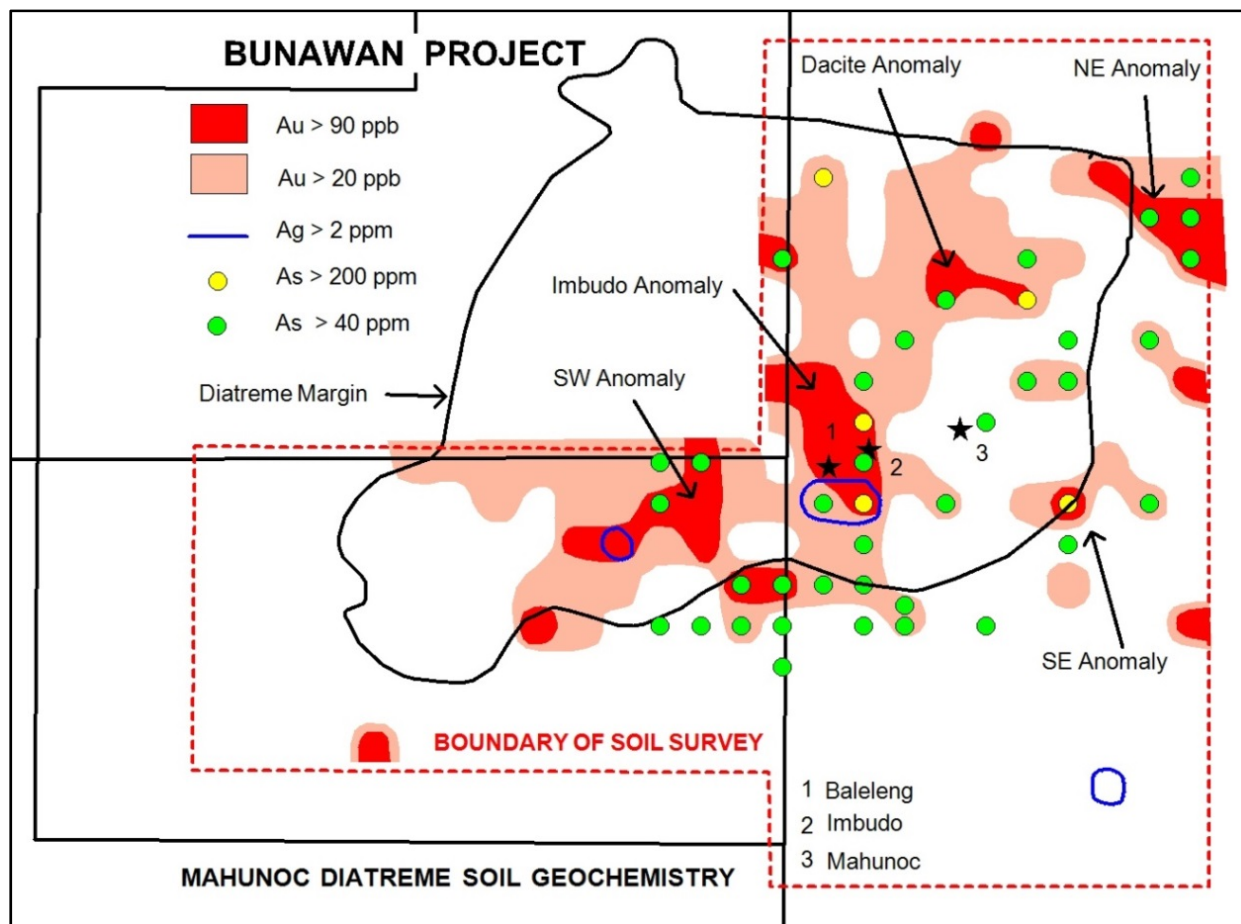 BUNAWAN PROJECT
Au > 90 ppb
Au > 20 ppb
Ag > 2 ppm
As > 200 ppm
As > 40 ppm
Diatreme Margin
Dacite Anomaly
NE Anomaly
Imbudo Anomaly
SW Anomaly
1
2
3
SE Anomaly
BOUNDARY OF SOIL SURVEY
1 Baleleng
2 Imbudo
3 Mahunoc
MAHUNOC DIATREME SOIL GEOCHEMISTRY